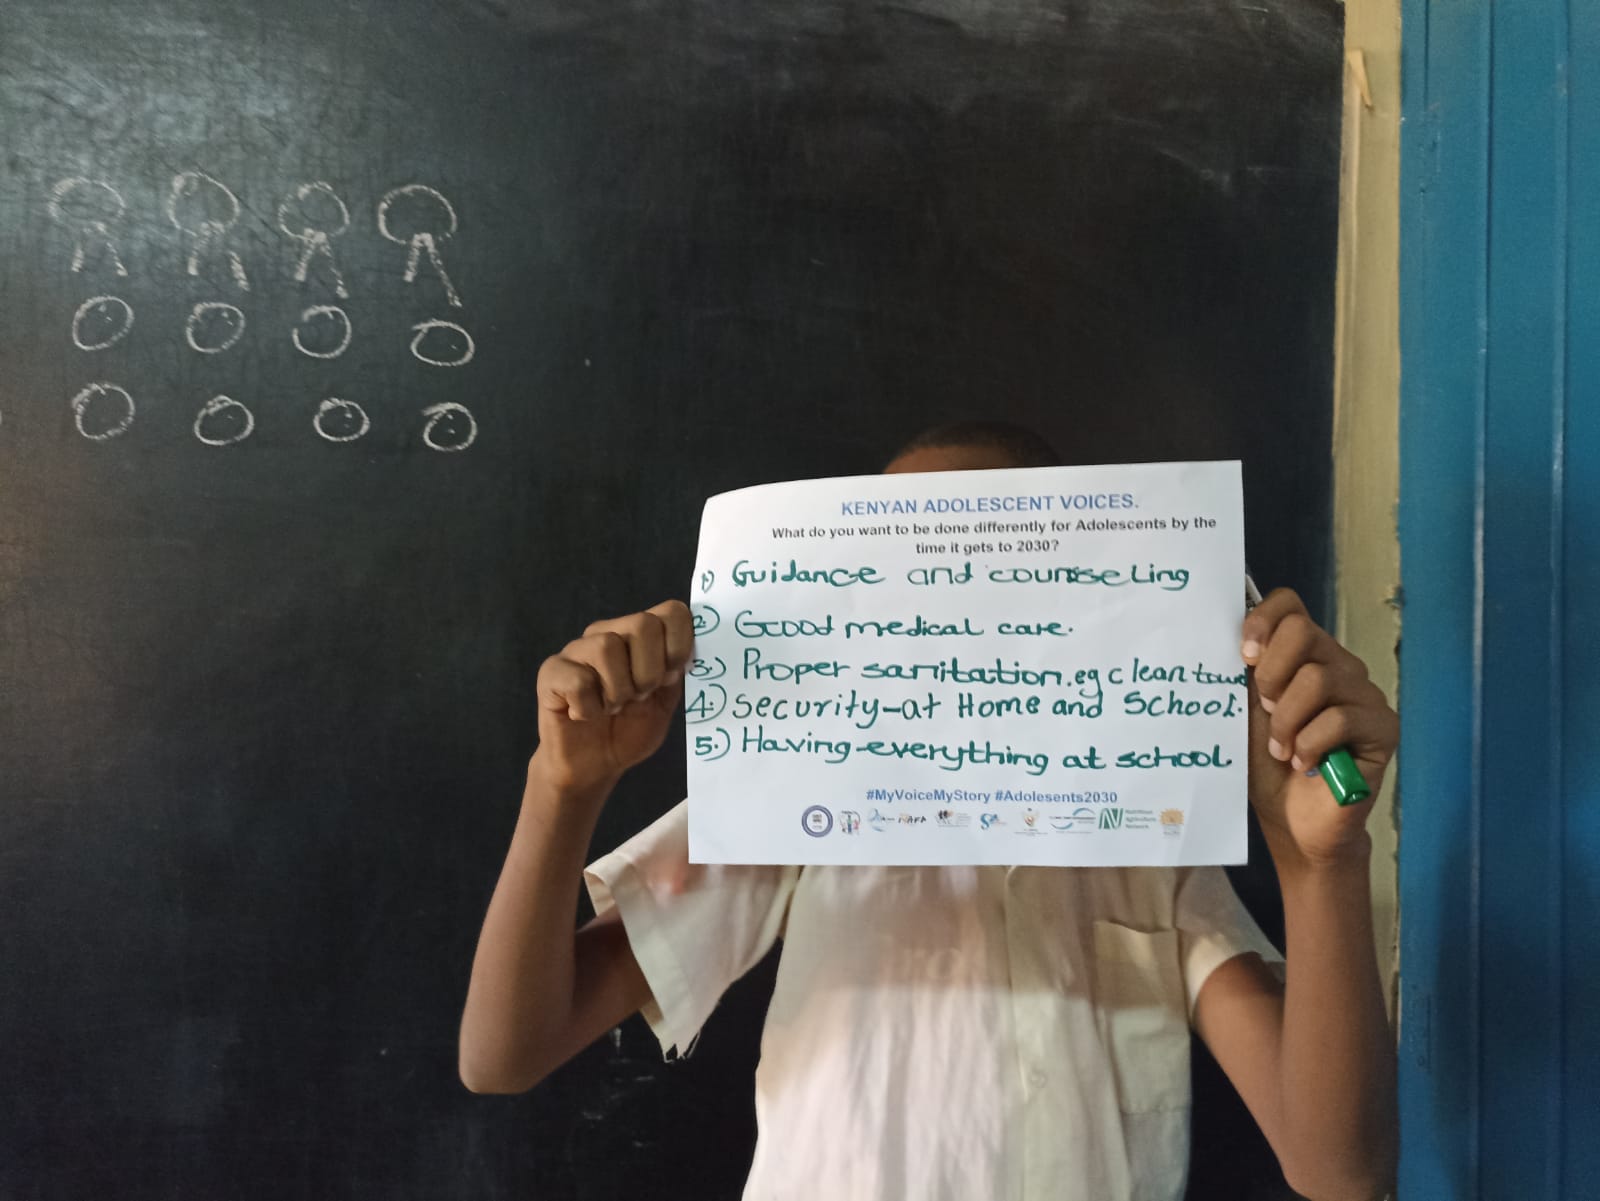 KENYAN ADOLESCENT VOICES.
What do you want to be done differently for Adolescents by the
time it gets to 2030?
1) Guidance and counseling
2.) Good medical care.
3.) Proper sanitation.eg clean
4.) Security-at Home and School.
5.) Having-everything at school.
#MyVoiceMyStory #Adolesents2030